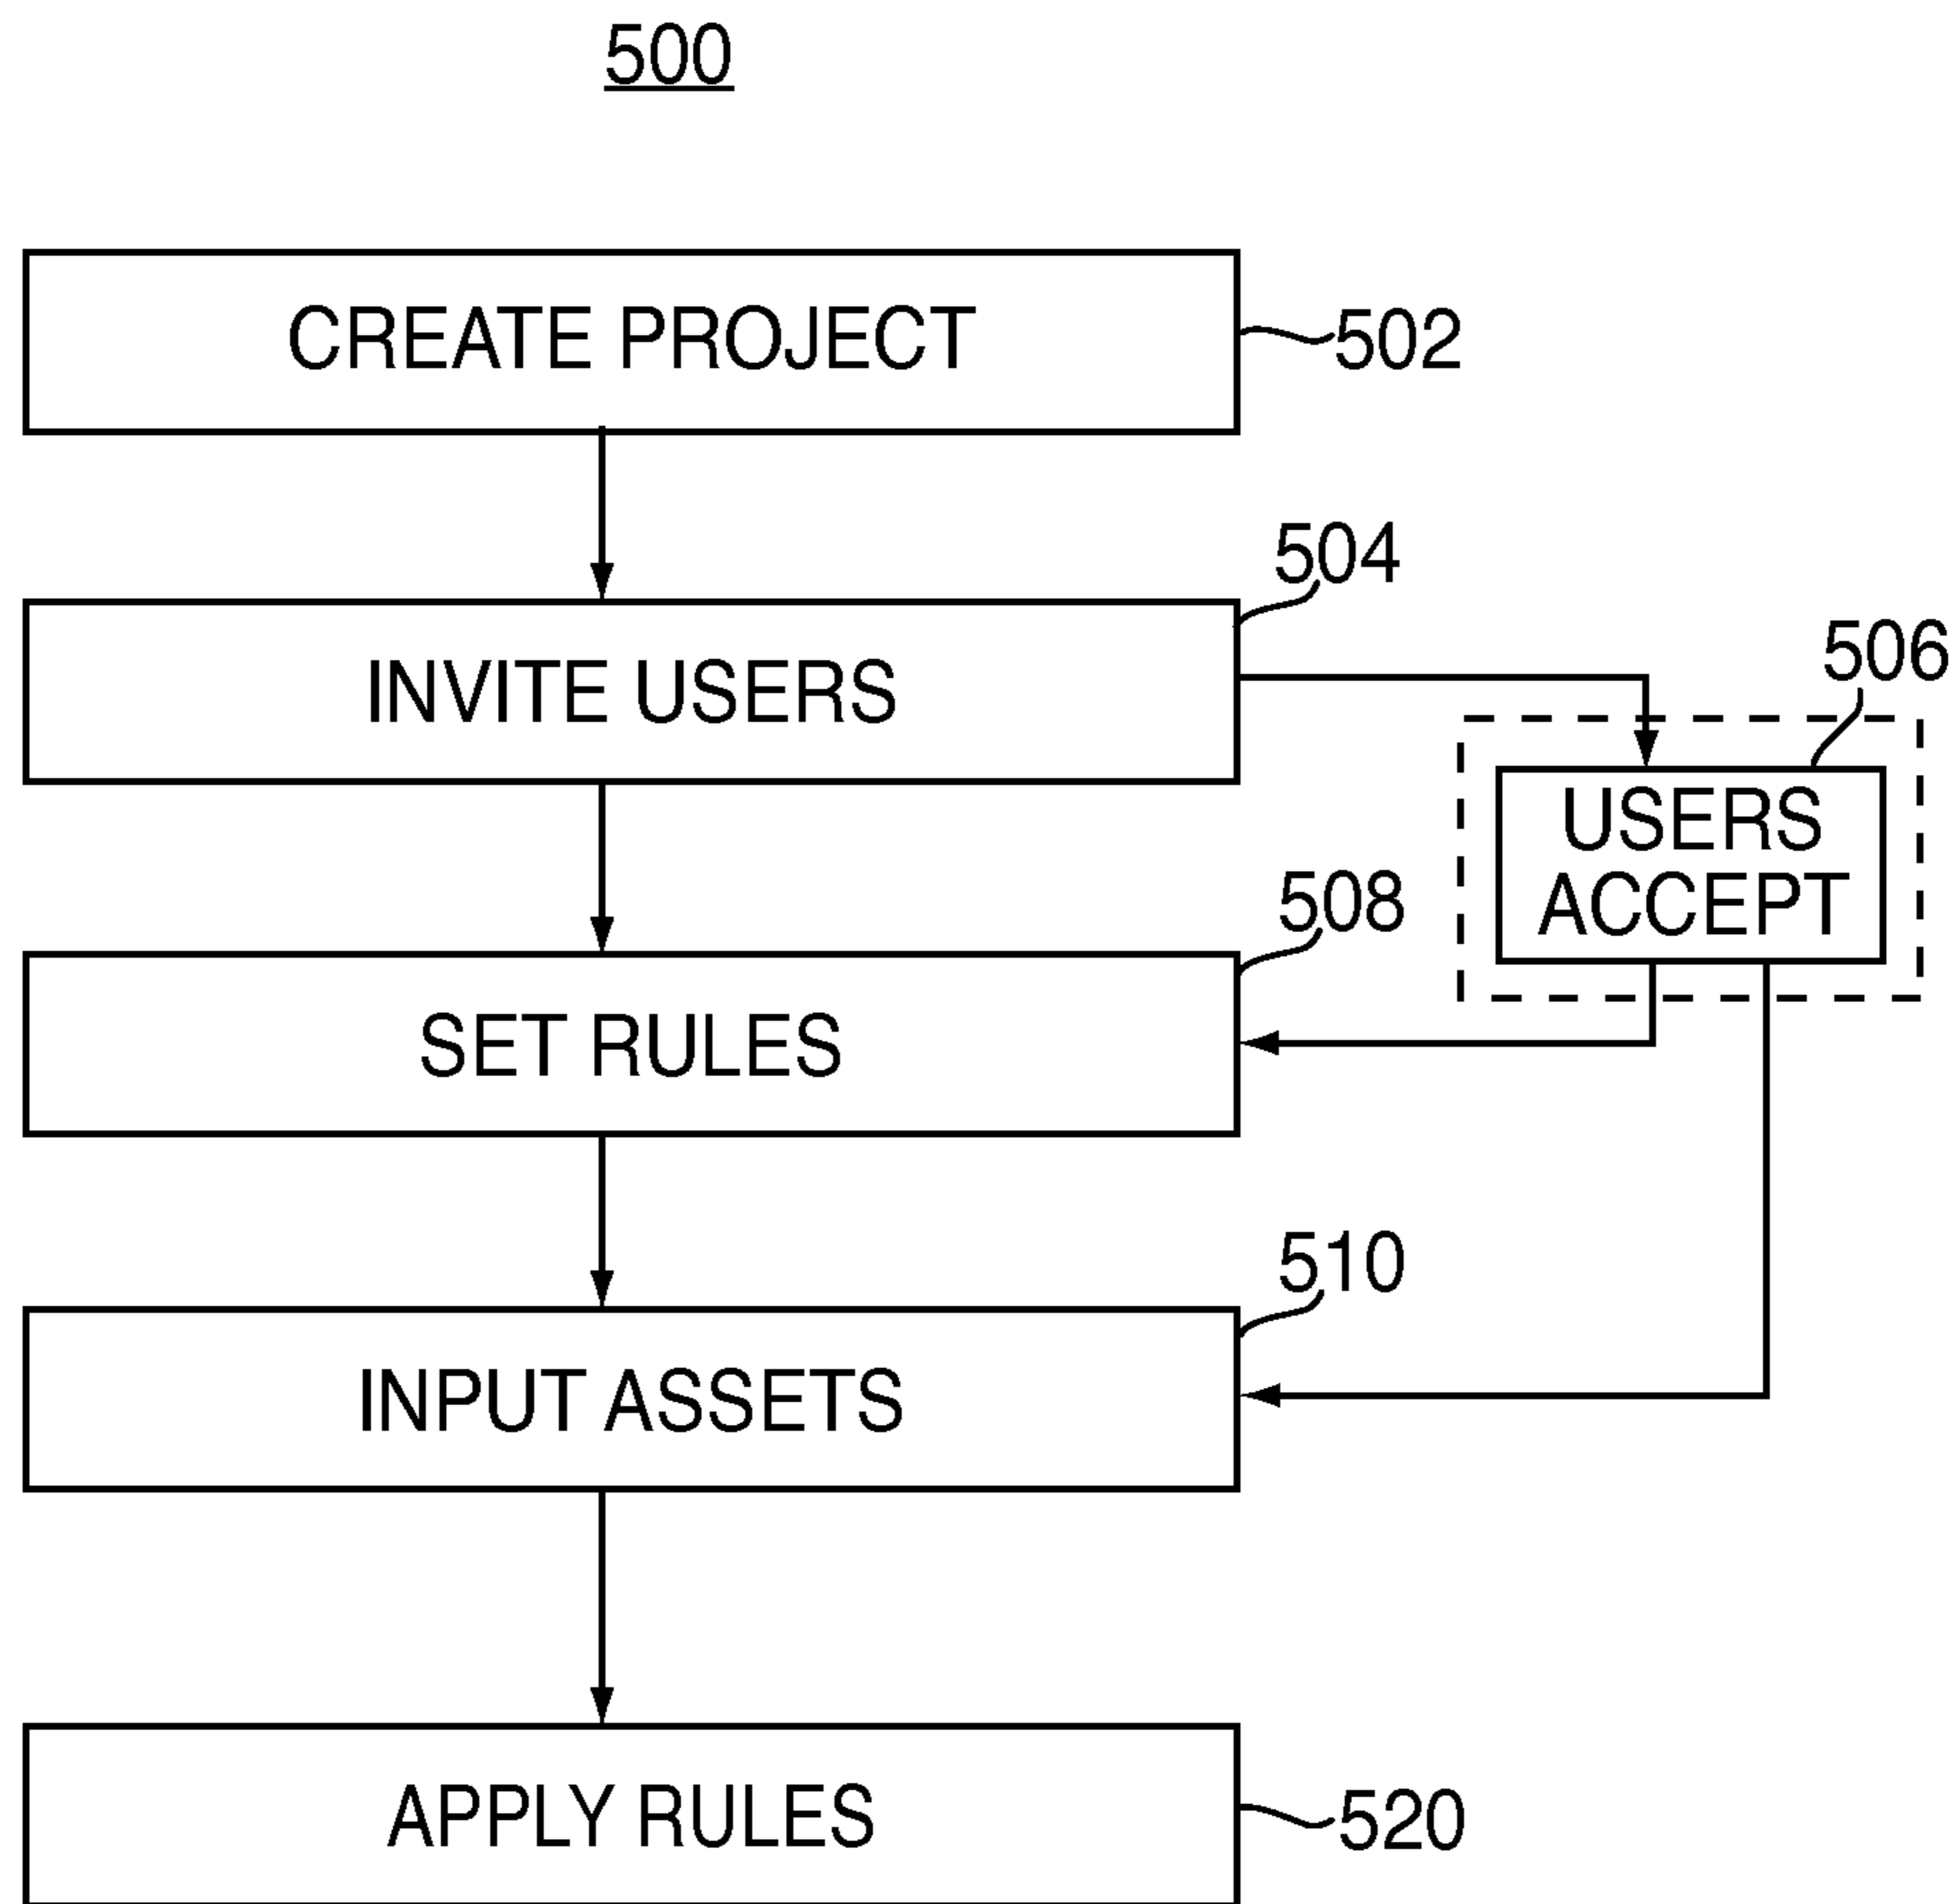 500
CREATE PROJECT
502
504
INVITE USERS
506
USERS
ACCEPT
508
SET RULES
510
INPUT ASSETS
APPLY RULES
520